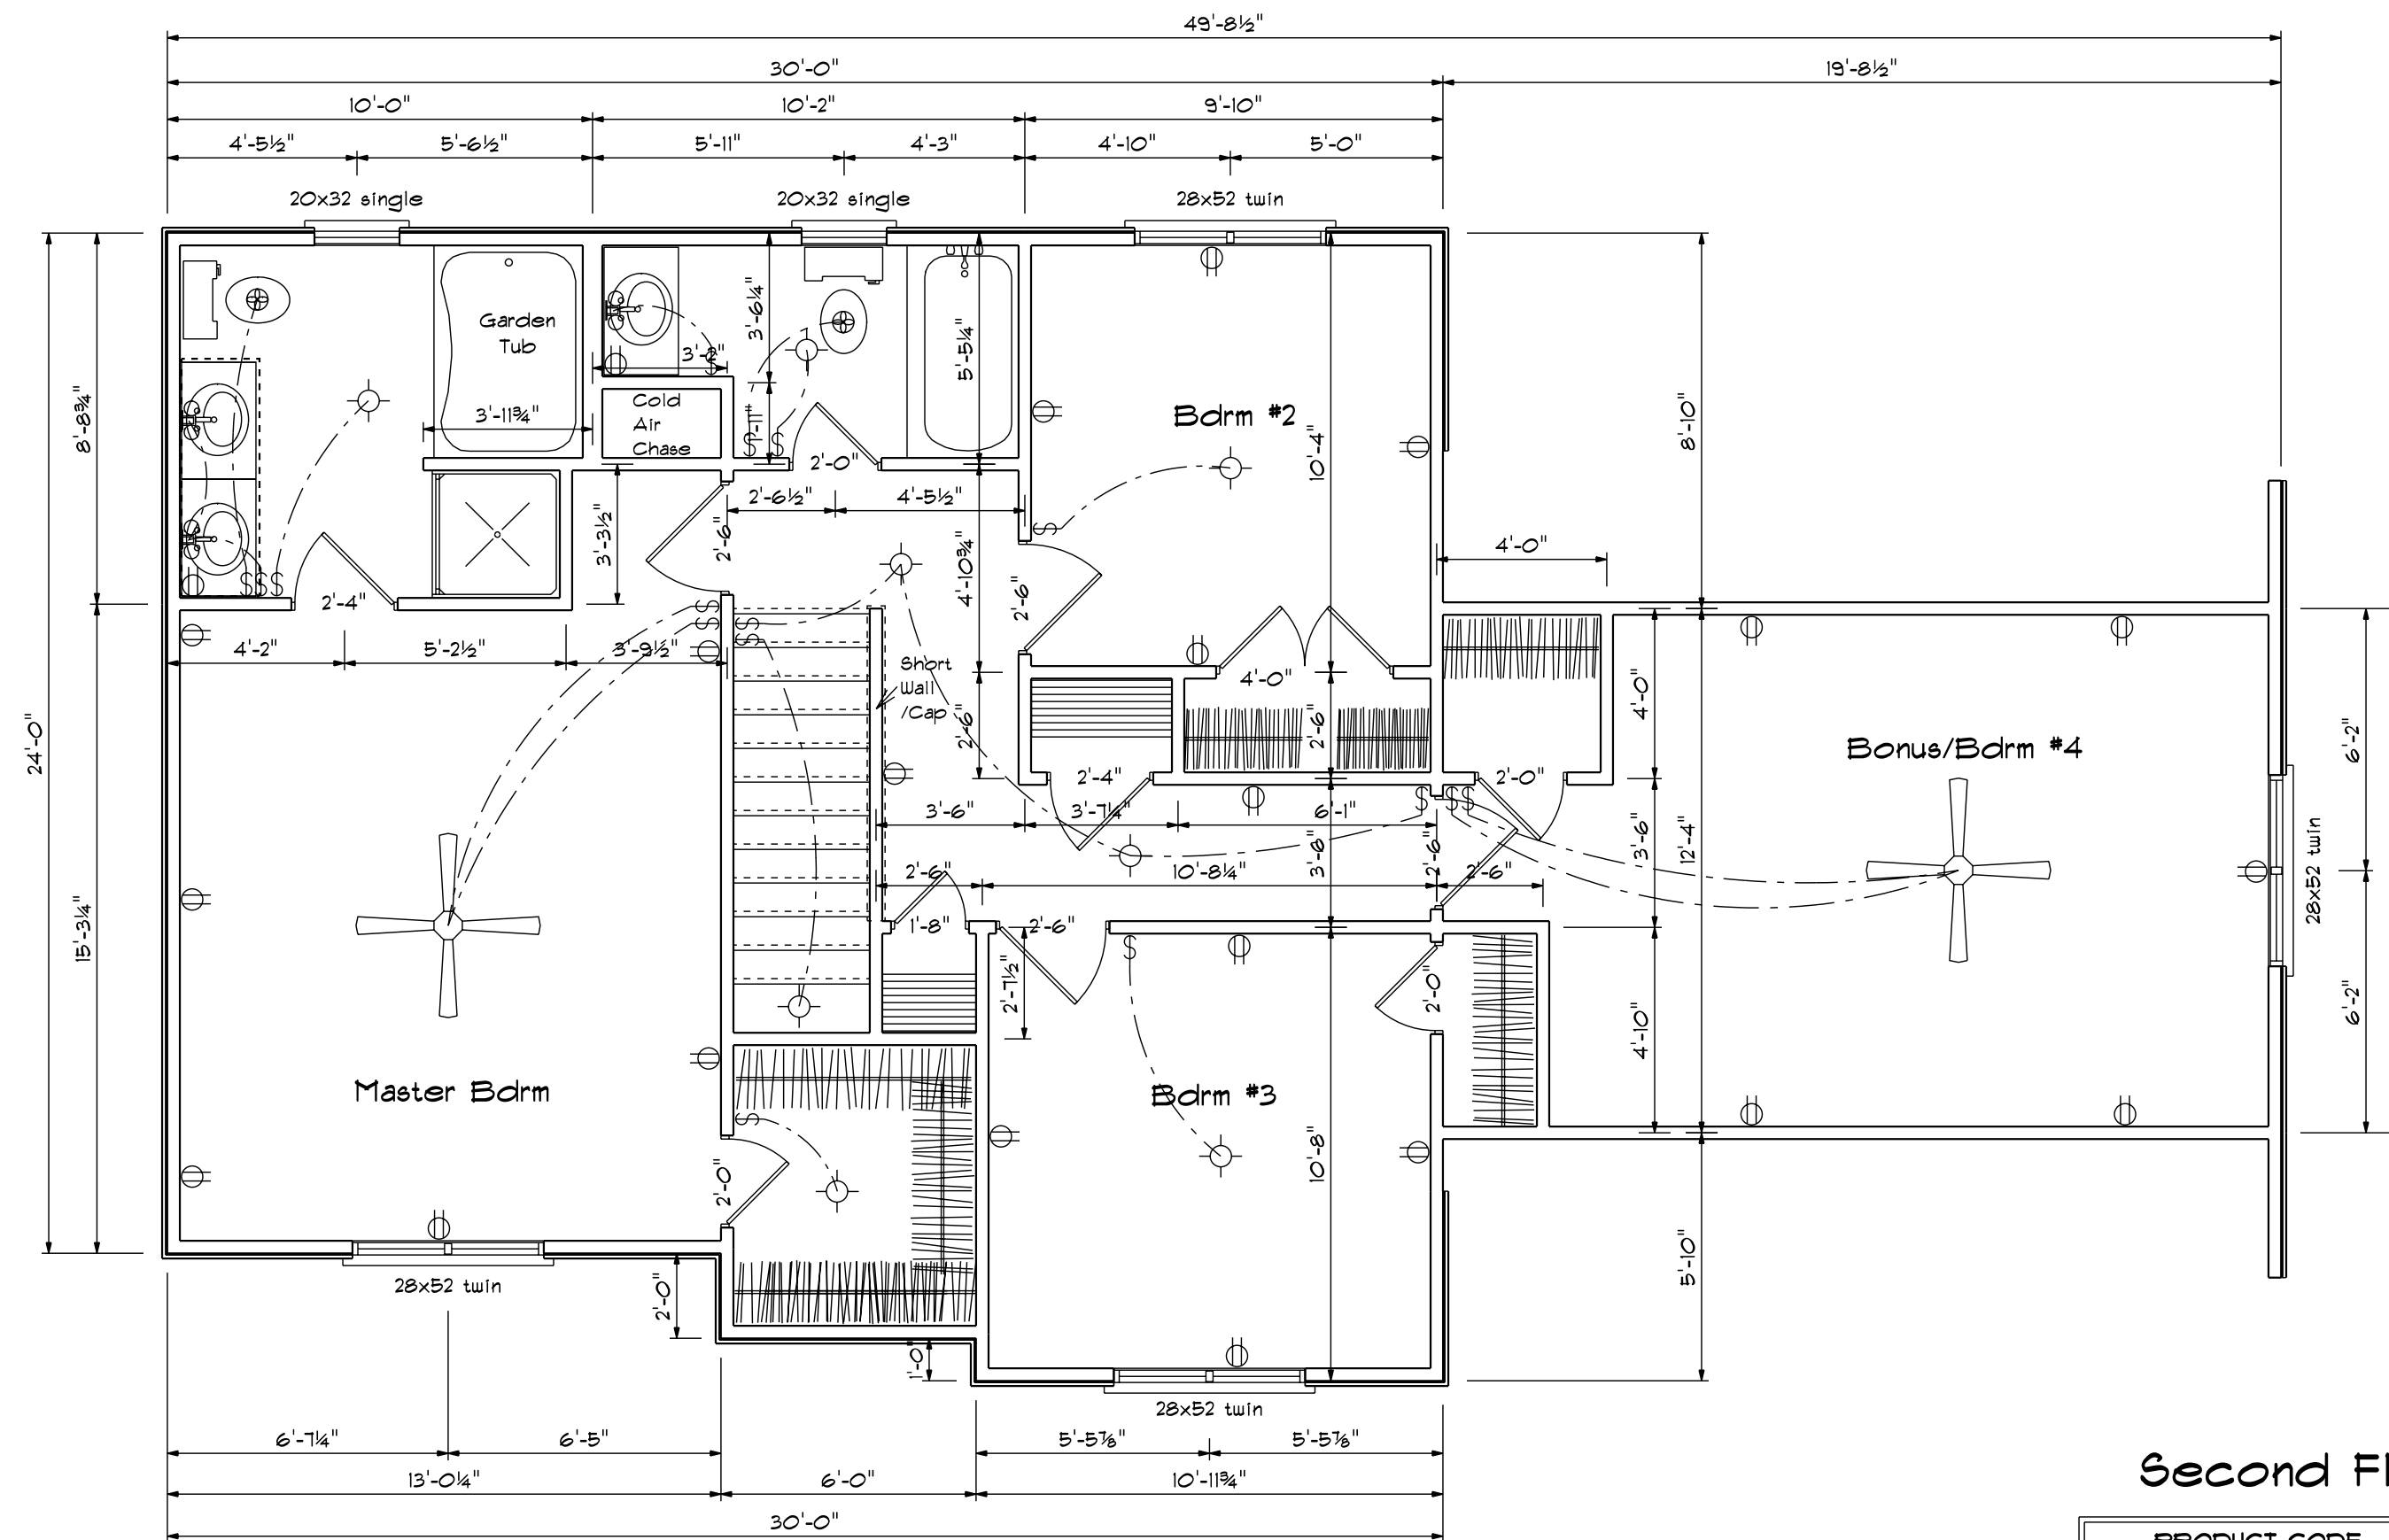 49'-8½"
30'-0" 19'-8½"
10'-0" 10'-2" 9'-10"
4'-5½" 5'-6½" 5'-11" 4'-3" 4'-10" 5'-0"
20x32 single 20x32 single 28x52 twin
Garden
Tub
3'-6¼"
3'-2"
5'-5¼"
8'-8¾"
3'-11¾"
Cold
Air
Chase
1'-11"
Bdrm #2
10'-4"
8'-10"
2'-0"
2'-6½" 4'-5½"
3'-3½"
2'-6"
4'-10¾"
2'-6"
4'-0"
2'-4"
4'-2" 5'-2½" 3'-9½"
Short
Wall
/Cap
4'-0"
4'-0"
2'-6"
2'-6"
24'-0"
Bonus/Bdrm #4
6'-2"
2'-4"
2'-0"
3'-6" 3'-7¼" 6'-1"
3'-6"
2'-6"
3'-6"
12'-4"
2'-6" 10'-8¼" 2'-6"
28x52 twin
15'-3¼"
1'-8"
2'-6"
2'-7½"
2'-0"
4'-10"
6'-2"
Master Bdrm
Bdrm #3
10'-8"
2'-0"
5'-10"
28x52 twin
2'-0"
1'-0"
28x52 twin
6'-7¼" 6'-5" 5'-5⅞" 5'-5⅞"
13'-0¼" 6'-0" 10'-11¾"
30'-0"
Second Fl
PRODUCT CODE